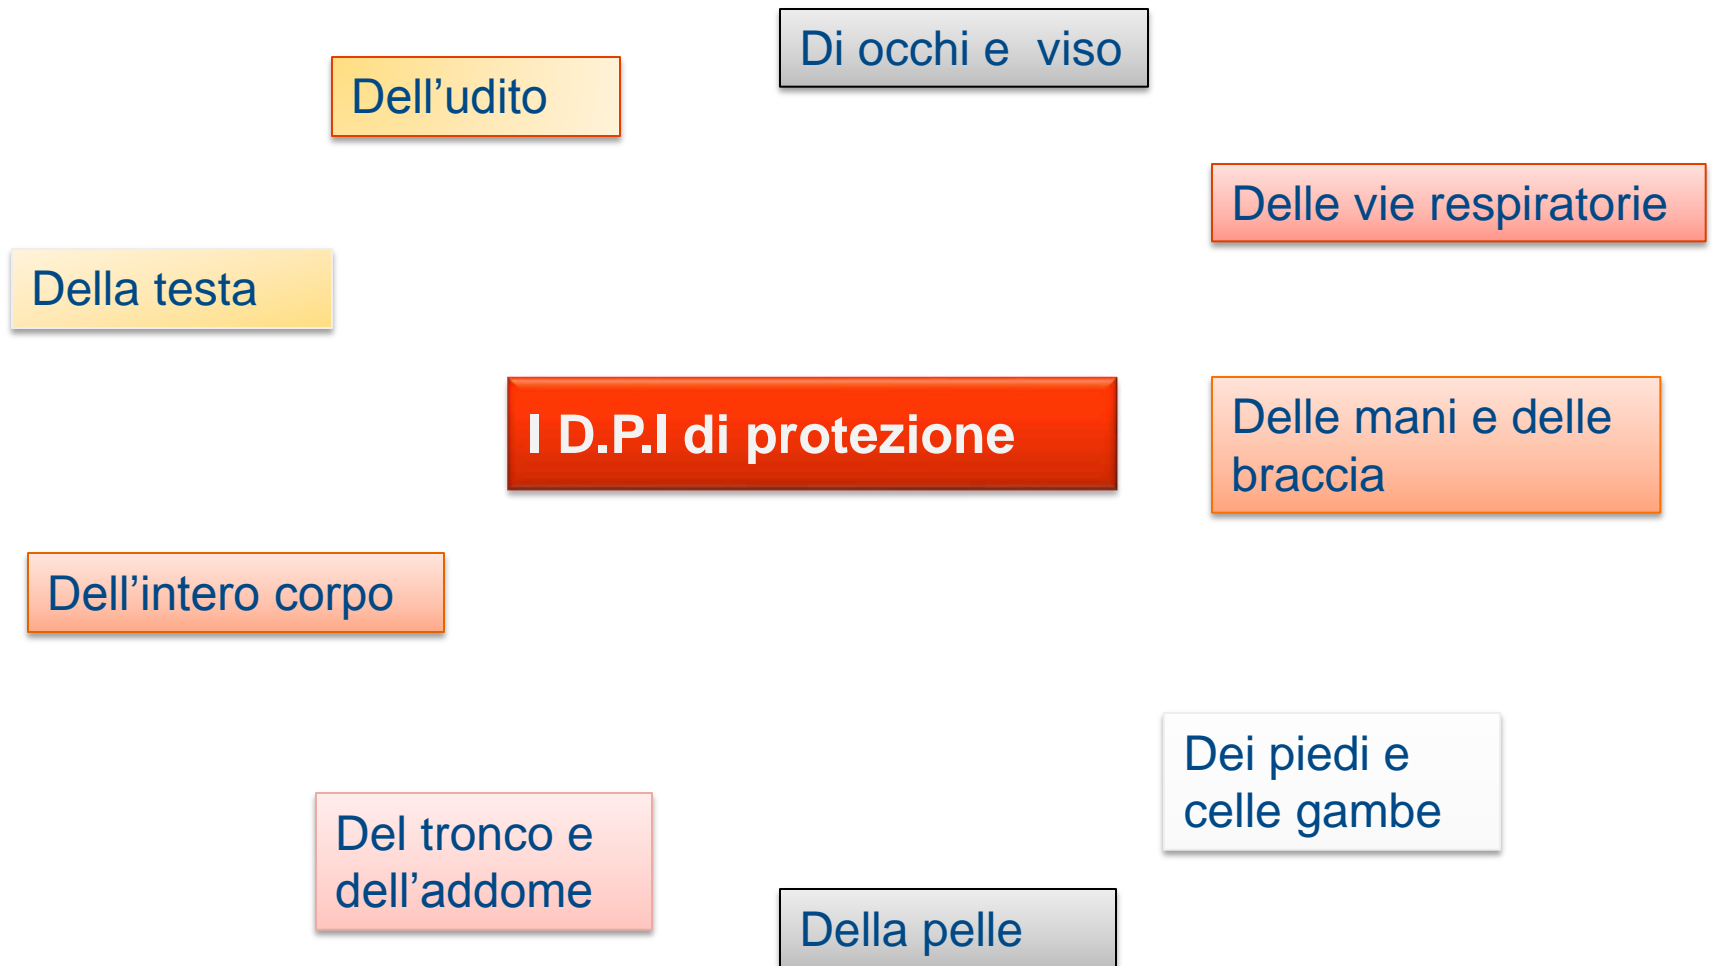 Di occhi e  viso
Dell’udito
Delle vie respiratorie
Della testa
I D.P.I di protezione
Delle mani e delle
braccia
Dell’intero corpo
Dei piedi e
celle gambe
Del tronco e
dell’addome
Della pelle